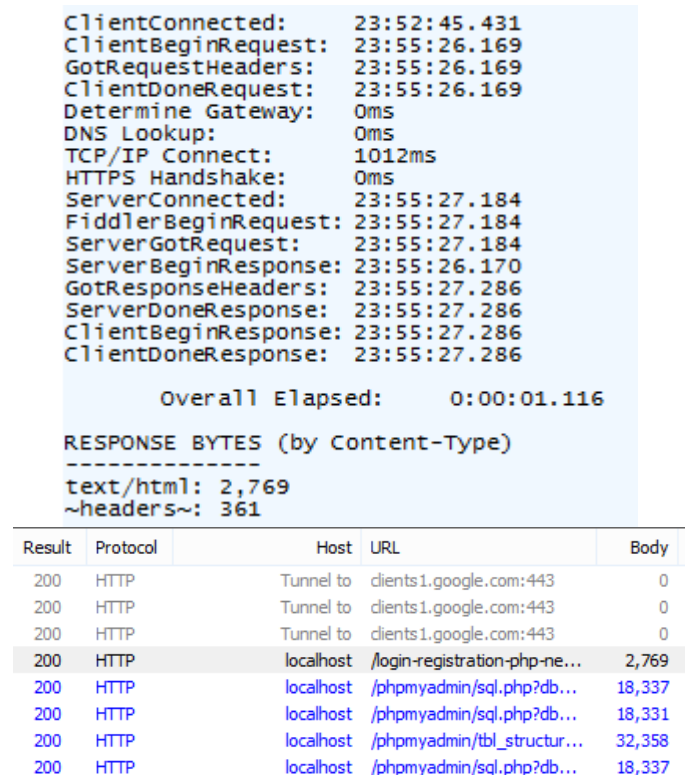 ClientConnected: 23:52:45.431
ClientBeginRequest: 23:55:26.169
GotRequestHeaders: 23:55:26.169
ClientDoneRequest: 23:55:26.169
Determine Gateway: 0ms
DNS Lookup: 0ms
TCP/IP Connect: 1012ms
HTTPS Handshake: 0ms
ServerConnected: 23:55:27.184
FiddlerBeginRequest: 23:55:27.184
ServerGotRequest: 23:55:27.184
ServerBeginResponse: 23:55:26.170
GotResponseHeaders: 23:55:27.286
ServerDoneResponse: 23:55:27.286
ClientBeginResponse: 23:55:27.286
ClientDoneResponse: 23:55:27.286
Overall Elapsed: 0:00:01.116
RESPONSE BYTES (by Content-Type)
--------------
text/html: 2,769
~headers~: 361
Result Protocol Host URL Body
200 HTTP Tunnel to clients1.google.com:443 0
200 HTTP Tunnel to clients1.google.com:443 0
200 HTTP Tunnel to clients1.google.com:443 0
200 HTTP localhost /login-registration-php-ne... 2,769
200 HTTP localhost /phpmyadmin/sql.php?db... 18,337
200 HTTP localhost /phpmyadmin/sql.php?db... 18,331
200 HTTP localhost /phpmyadmin/tbl_structur... 32,358
200 HTTP localhost /phpmyadmin/sql.php?db... 18,337